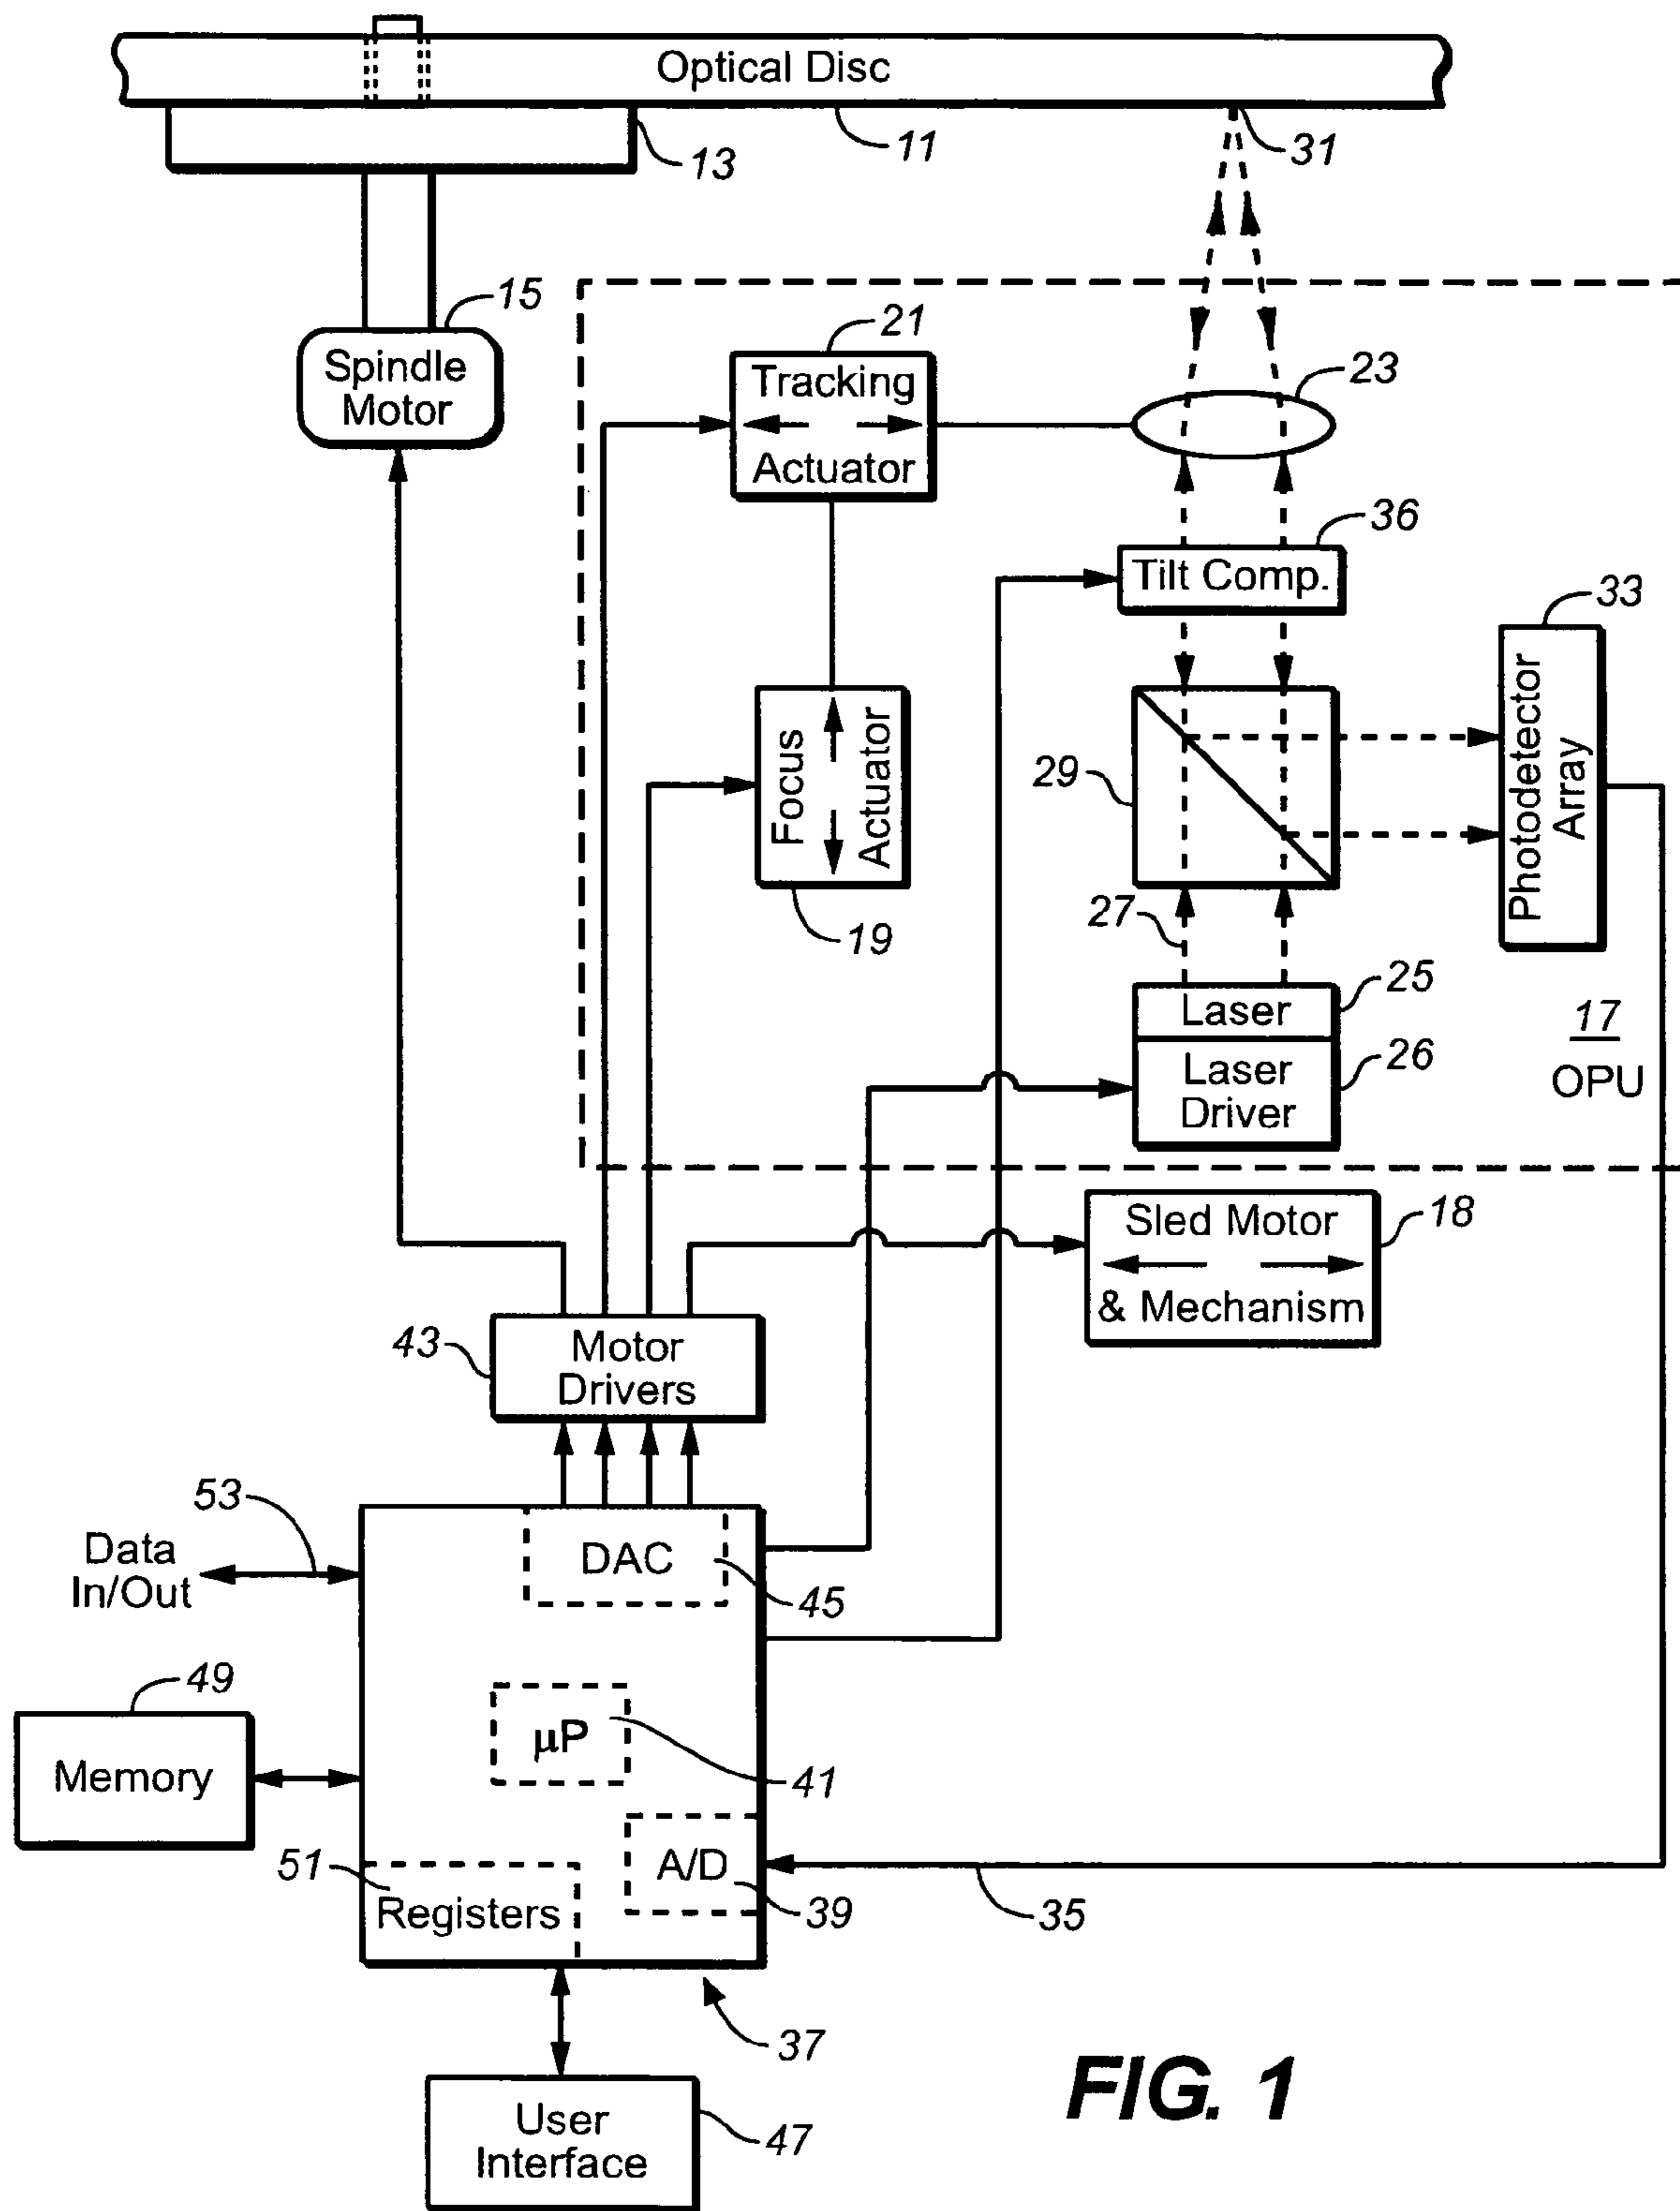 Optical Disc
13
11
31
15
Spindle
Motor
21
Tracking
Actuator
23
36
Tilt Comp.
33
Photodetector
Array
Focus
Actuator
19
29
27
25
Laser
26
Laser
Driver
17
OPU
Sled Motor
& Mechanism
18
43
Motor
Drivers
53
Data
In/Out
DAC
45
49
Memory
μP
41
51
Registers
A/D
39
35
37
User
Interface
47
FIG. 1